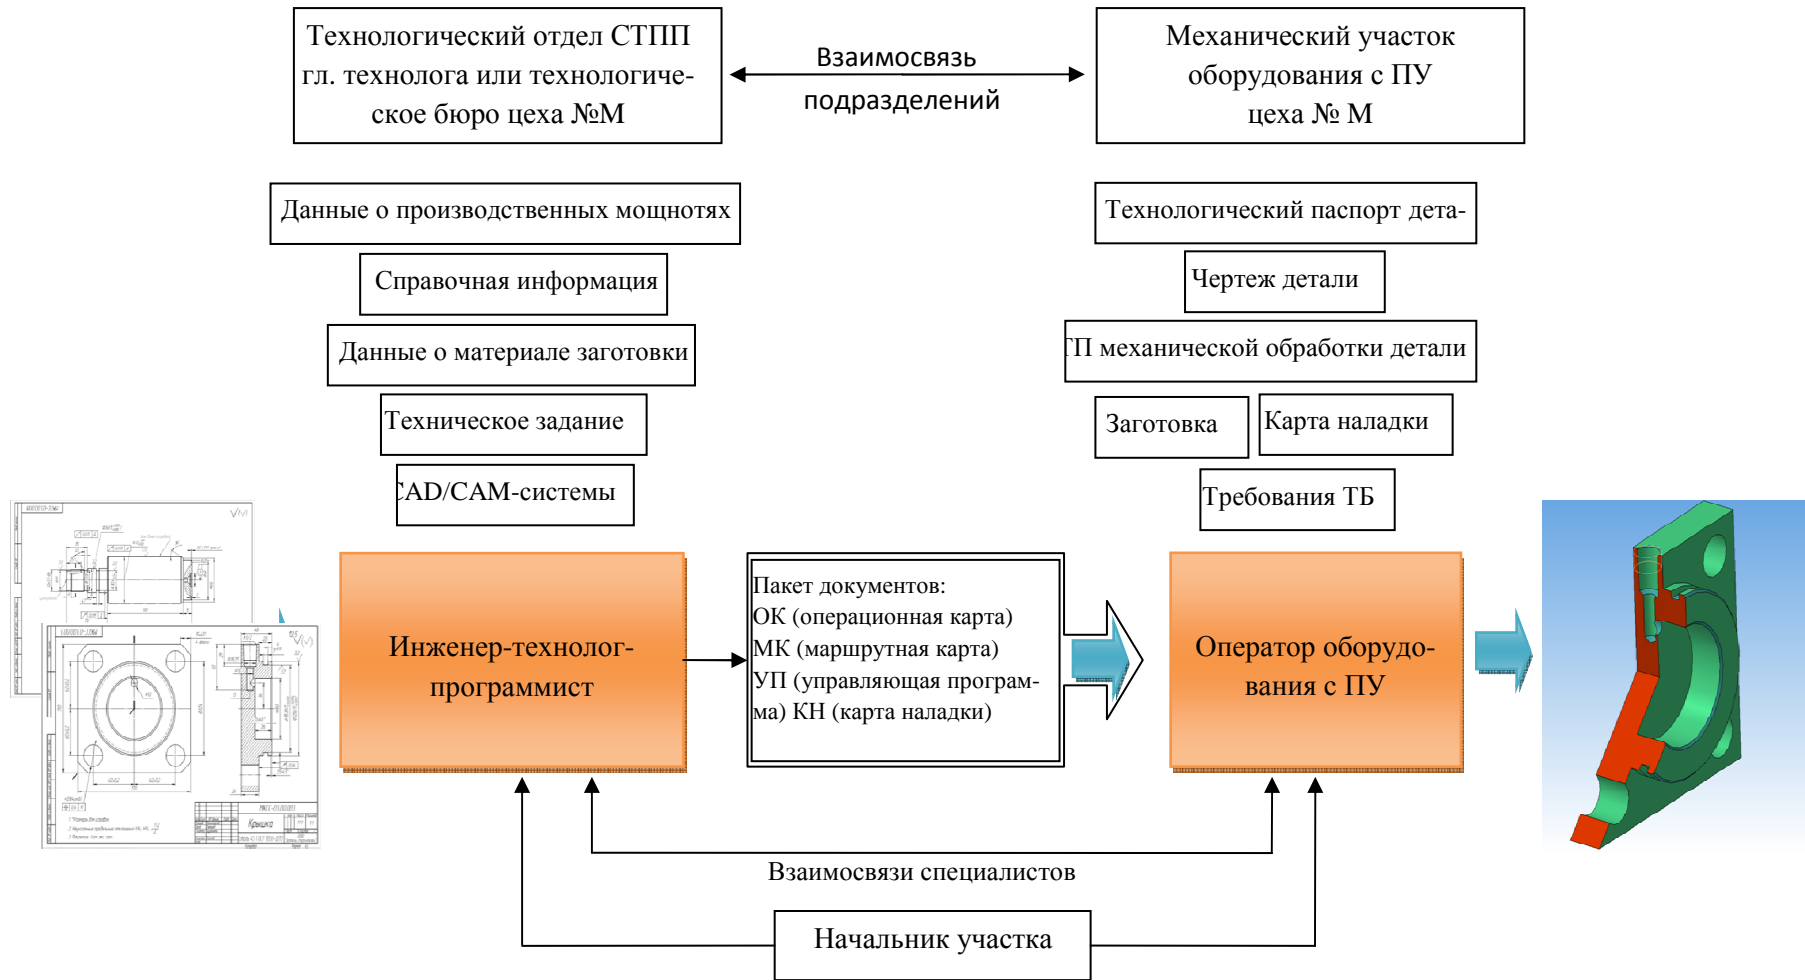 Технологический отдел СТПП
гл. технолога или технологиче-
ское бюро цеха №М
Взаимосвязь
подразделений
Механический участок
оборудования с ПУ
цеха № М
Данные о производственных мощнотях
Справочная информация
Данные о материале заготовки
Техническое задание
CAD/CAM-системы
Технологический паспорт дета-
Чертеж детали
ТП механической обработки детали
Заготовка
Карта наладки
Требования ТБ
Инженер-технолог-
программист
Пакет документов:
ОК (операционная карта)
МК (маршрутная карта)
УП (управляющая програм-
ма) КН (карта наладки)
Оператор оборудо-
вания с ПУ
Крышка
Взаимосвязи специалистов
Начальник участка